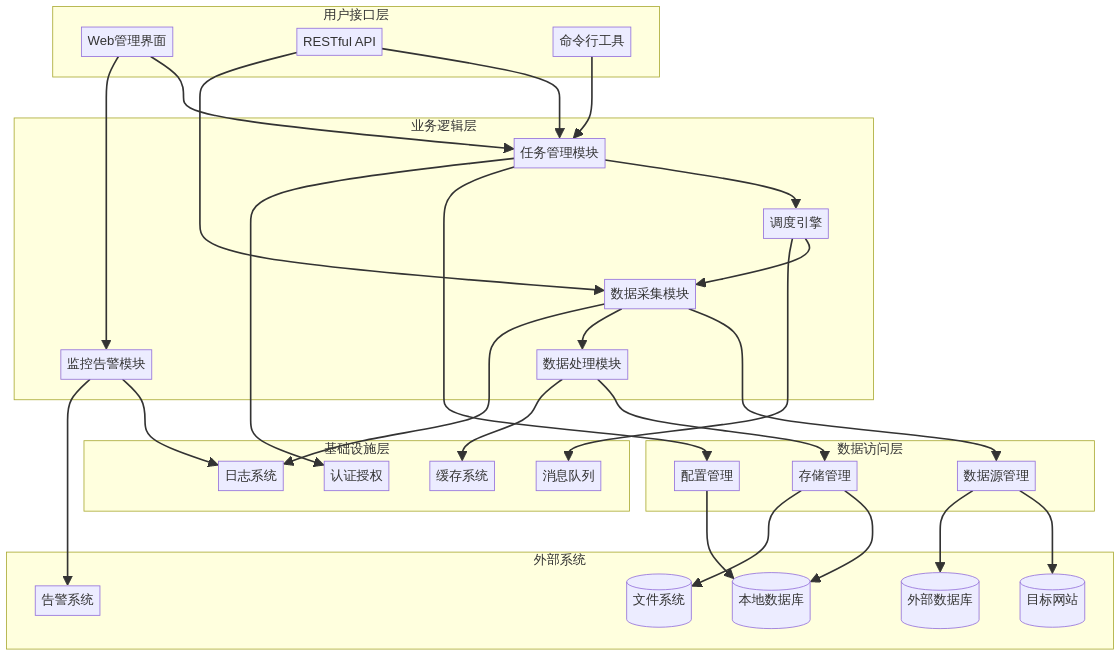 用户接口层
Web管理界面
RESTful API
命令行工具
业务逻辑层
任务管理模块
调度引擎
数据采集模块
监控告警模块
数据处理模块
基础设施层
日志系统
认证授权
缓存系统
消息队列
数据访问层
配置管理
存储管理
数据源管理
外部系统
告警系统
文件系统
本地数据库
外部数据库
目标网站